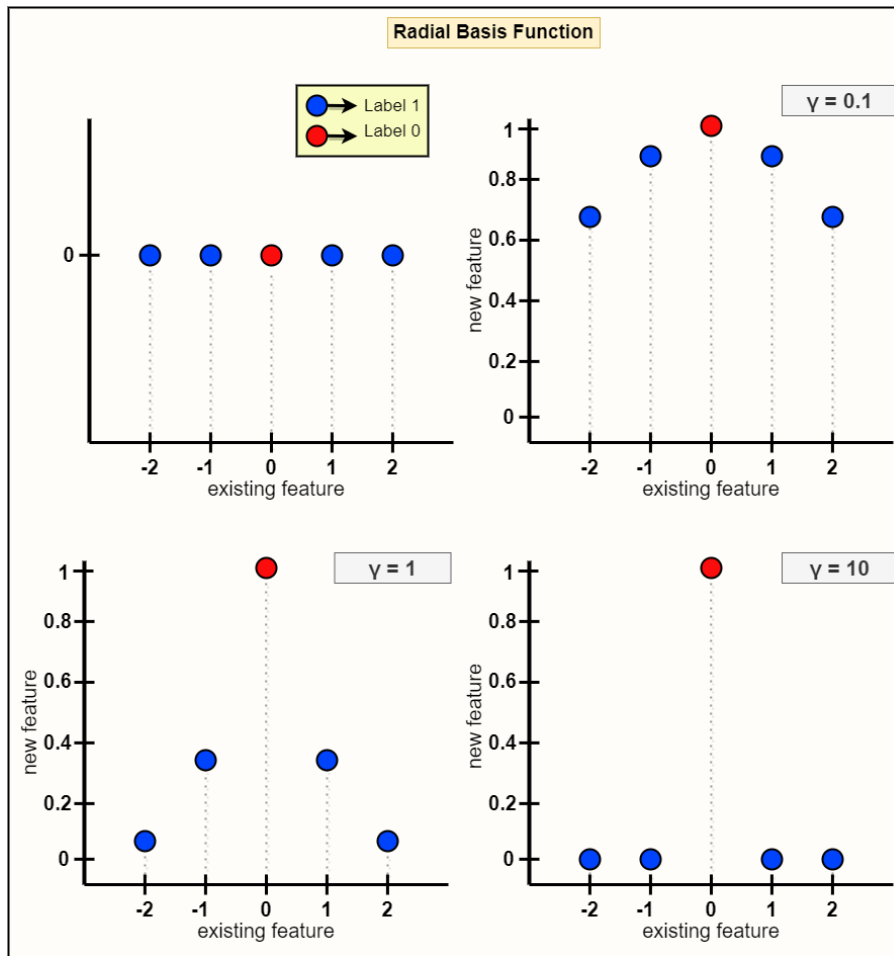 Radial Basis Function
Label 1
Label 0
0
-2 -1 0 1 2
existing feature
γ = 0.1
1
0.8
0.6
0.4
0.2
0
new feature
-2 -1 0 1 2
existing feature
γ = 1
1
0.8
0.6
0.4
0.2
0
new feature
-2 -1 0 1 2
existing feature
γ = 10
1
0.8
0.6
0.4
0.2
0
new feature
-2 -1 0 1 2
existing feature